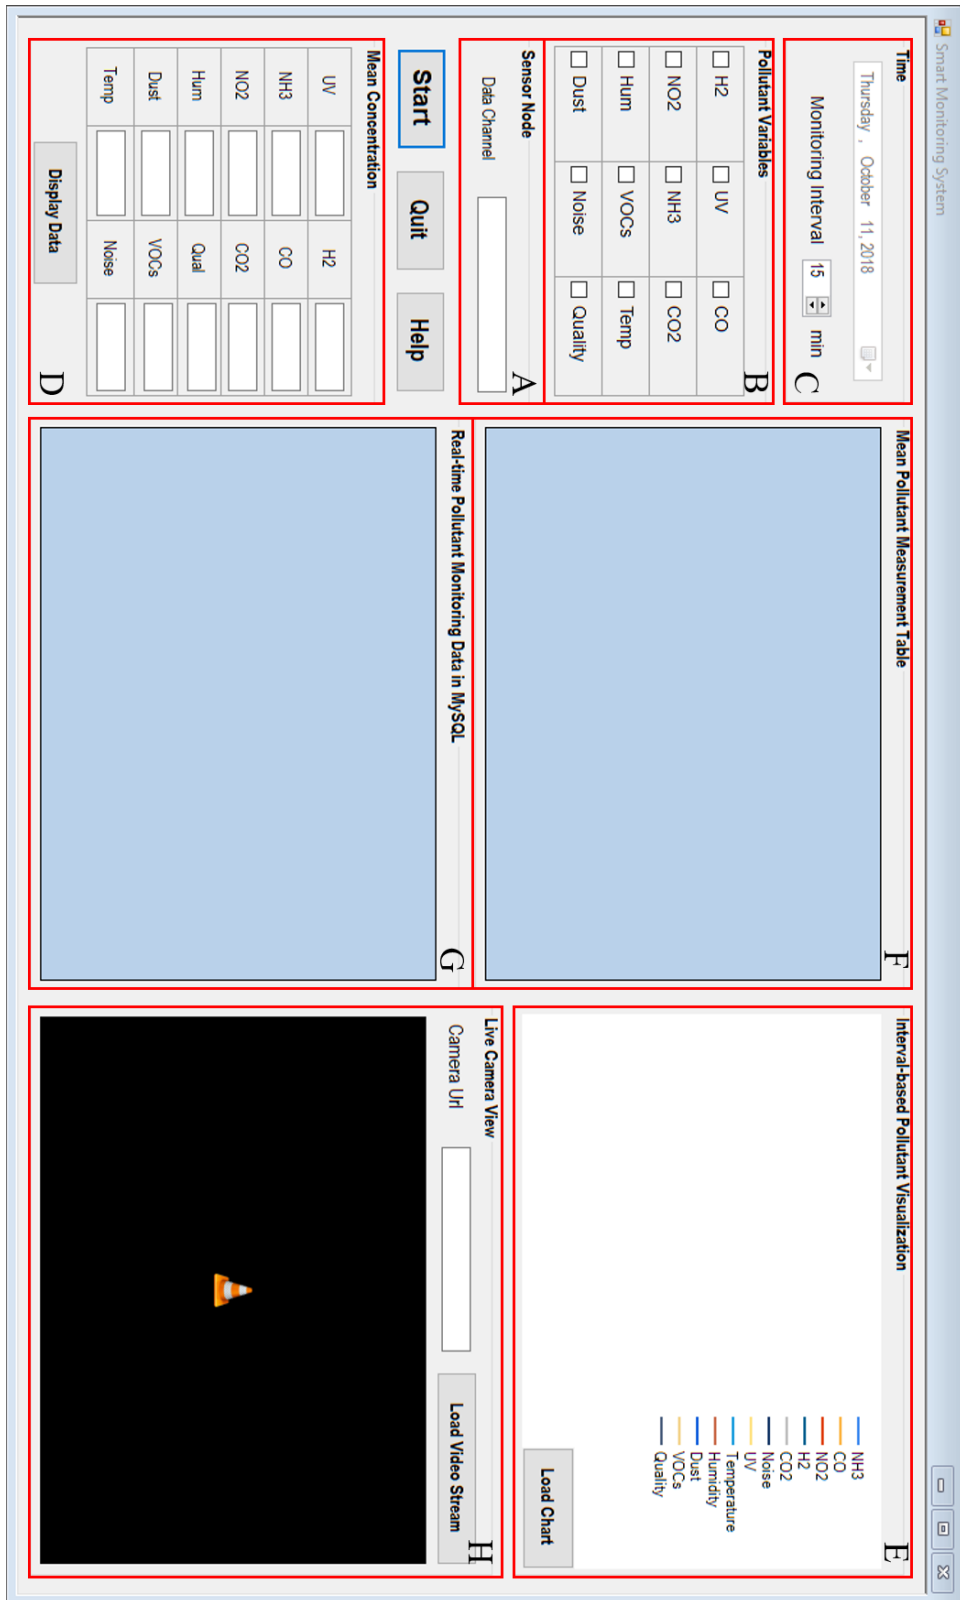 Smart Monitoring System
Time
Thursday , October 11, 2018
Monitoring Interval 15 min
C
Pollutant Variables
B
H2 UV CO
NO2 NH3 CO2
Hum VOCs Temp
Dust Noise Quality
Sensor Node
A
Data Channel
Start Quit Help
Mean Concentration
UV H2
NH3 CO
NO2 CO2
Hum Qual
Dust VOCs
Temp Noise
Display Data
D
Mean Pollutant Measurement Table
F
Real-time Pollutant Monitoring Data in MySQL
G
Interval-based Pollutant Visualization
E
NH3
CO
NO2
H2
CO2
Noise
UV
Temperature
Humidity
Dust
VOCs
Quality
Load Chart
Live Camera View
Camera Url
Load Video Stream
H